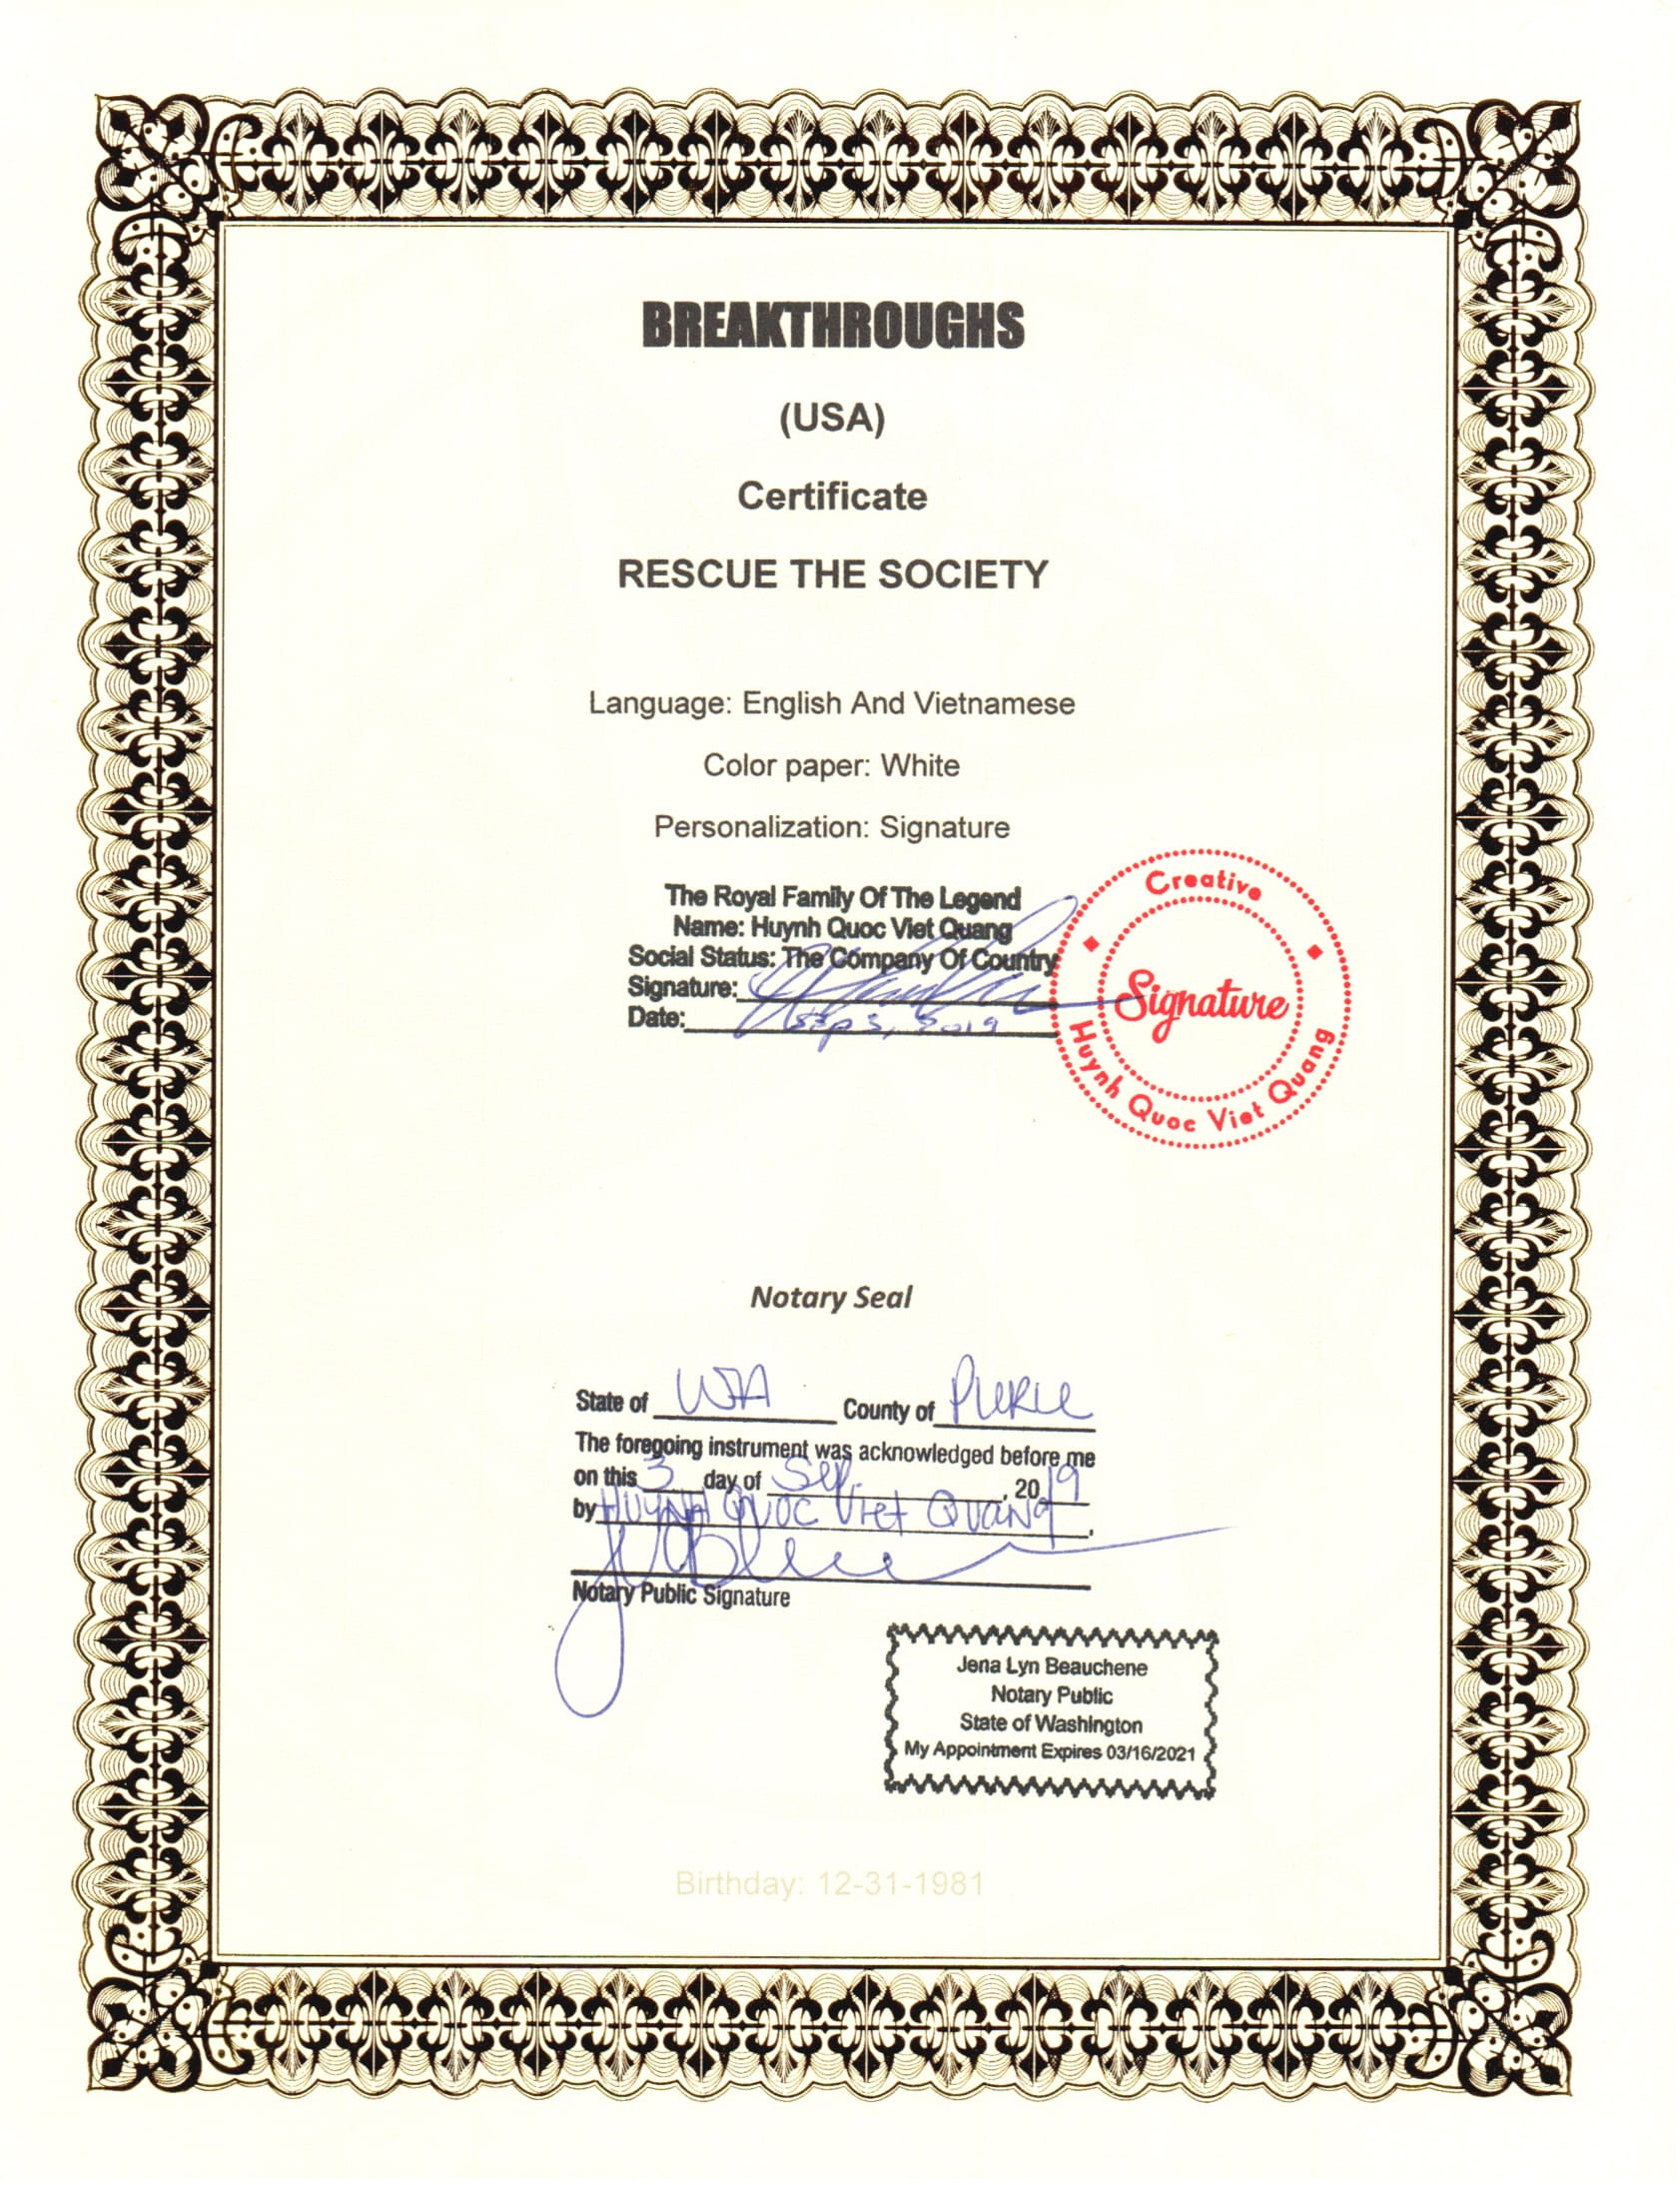 BREAKTHROUGHS
(USA)
Certificate
RESCUE THE SOCIETY
Language: English And Vietnamese
Color paper: White
Personalization: Signature
The Royal Family Of The Legend
Name: Huynh Quoc Viet Quang
Social Status: The Company Of Country
Signature:
Date: Sep 3, 2019
Creative
Signature
Huynh Quoc Viet Quang
Notary Seal
State of WA County of Pierce
The foregoing instrument was acknowledged before me
on this 3 day of Sep. , 2019
by HUYNH QUOC VIET QUANG ,
Notary Public Signature
Jena Lyn Beauchene
Notary Public
State of Washington
My Appointment Expires 03/16/2021
Birthday: 12-31-1981